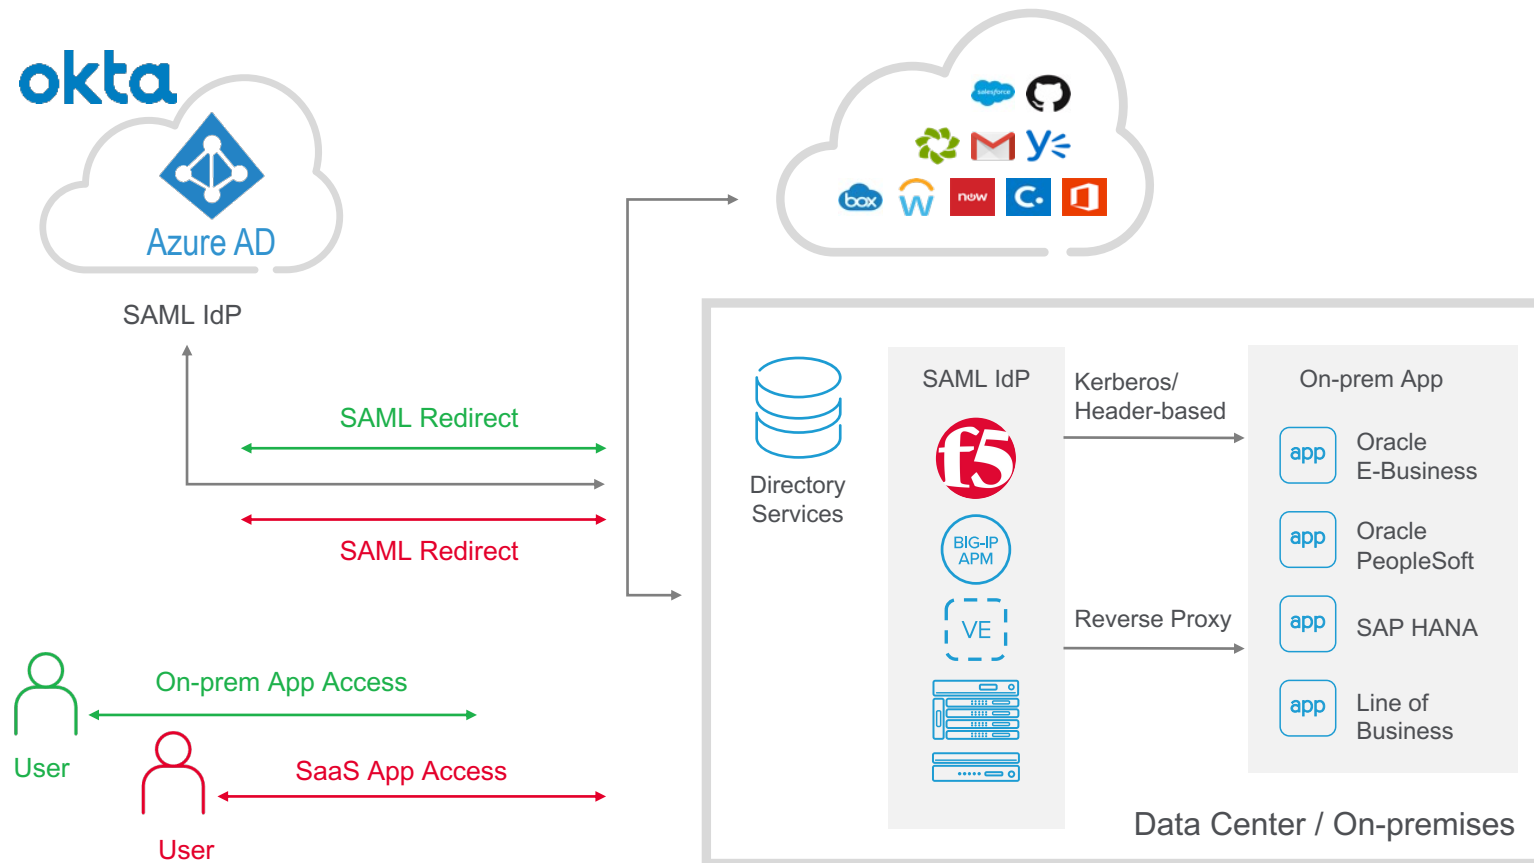 okta
Azure AD
SAML IdP
salesforce
box
now
SAML Redirect
SAML Redirect
On-prem App Access
User
SaaS App Access
User
Directory
Services
SAML IdP
f5
BIG-IP
APM
VE
Kerberos/
Header-based
Reverse Proxy
On-prem App
app
Oracle
E-Business
app
Oracle
PeopleSoft
app
SAP HANA
app
Line of
Business
Data Center / On-premises